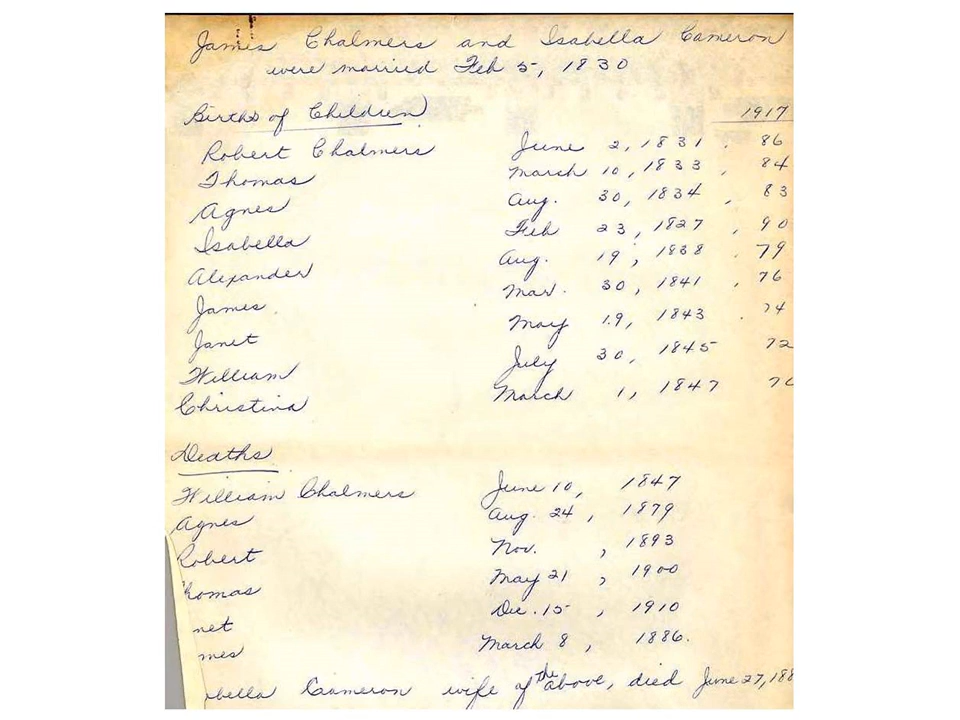 James Chalmers and Isabella Cameron
were married Feb 5, 1830
Births of Children 1917
Robert Chalmers June 2, 1831 . 86
Thomas March 10, 1833 , 84
Agnes Aug. 30, 1834 , 83
Isabella Feb 23, 1827 , 90
Alexander Aug. 19, 1838 . 79
James Mar. 30, 1841 , 76
Janet May 19, 1843 . 74
William July 30, 1845 72
Christina March 1, 1847
Deaths
William Chalmers June 10, 1847
Agnes Aug. 24, 1879
Robert Nov. , 1893
homas May 21, 1900
net Dec. 15, 1910
mes March 8, 1886.
bella Cameron wife of the above, died June 27, 188